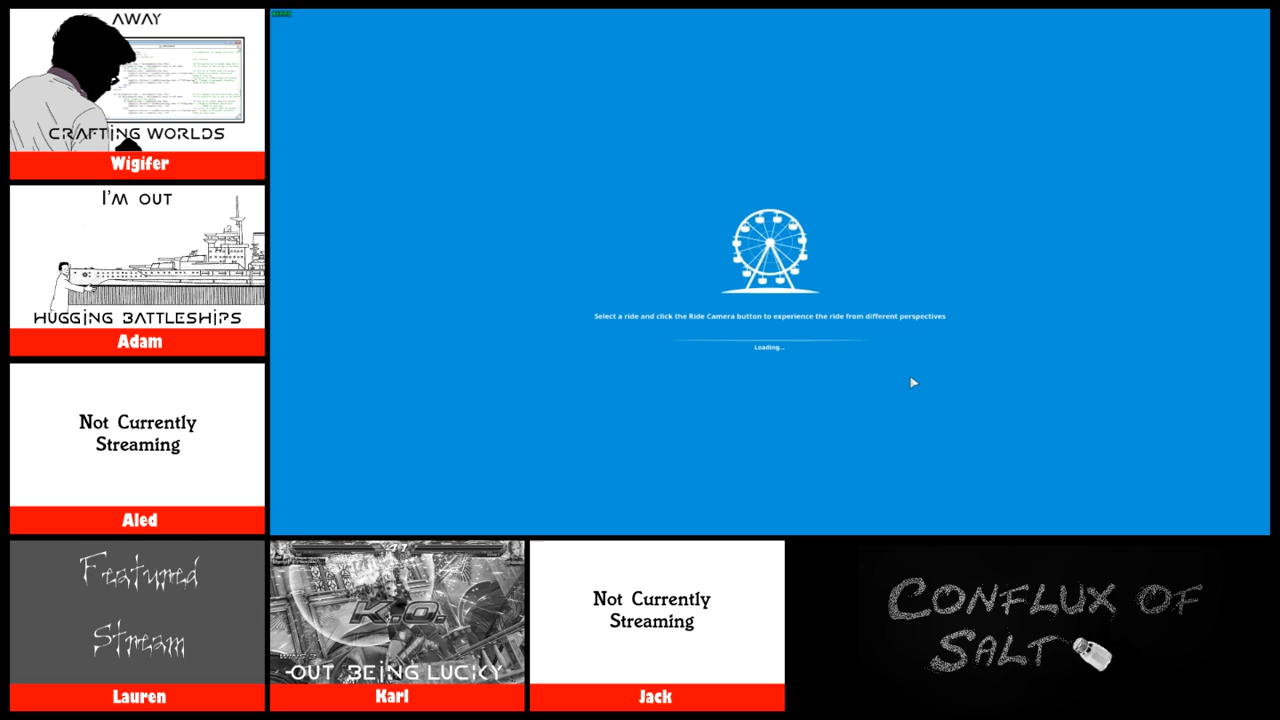 AWAY
CRAFTING WORLDS
Wigifer
I'M OUT
HUGGING BATTLESHIPS
Adam
Not Currently
Streaming
Aled
Featured
Stream
Lauren
Select a ride and click the Ride Camera button to experience the ride from different perspectives
Loading...
K.O.
OUT BEING LUCKY
Karl
Not Currently
Streaming
Jack
CONFLUX OF
SALT